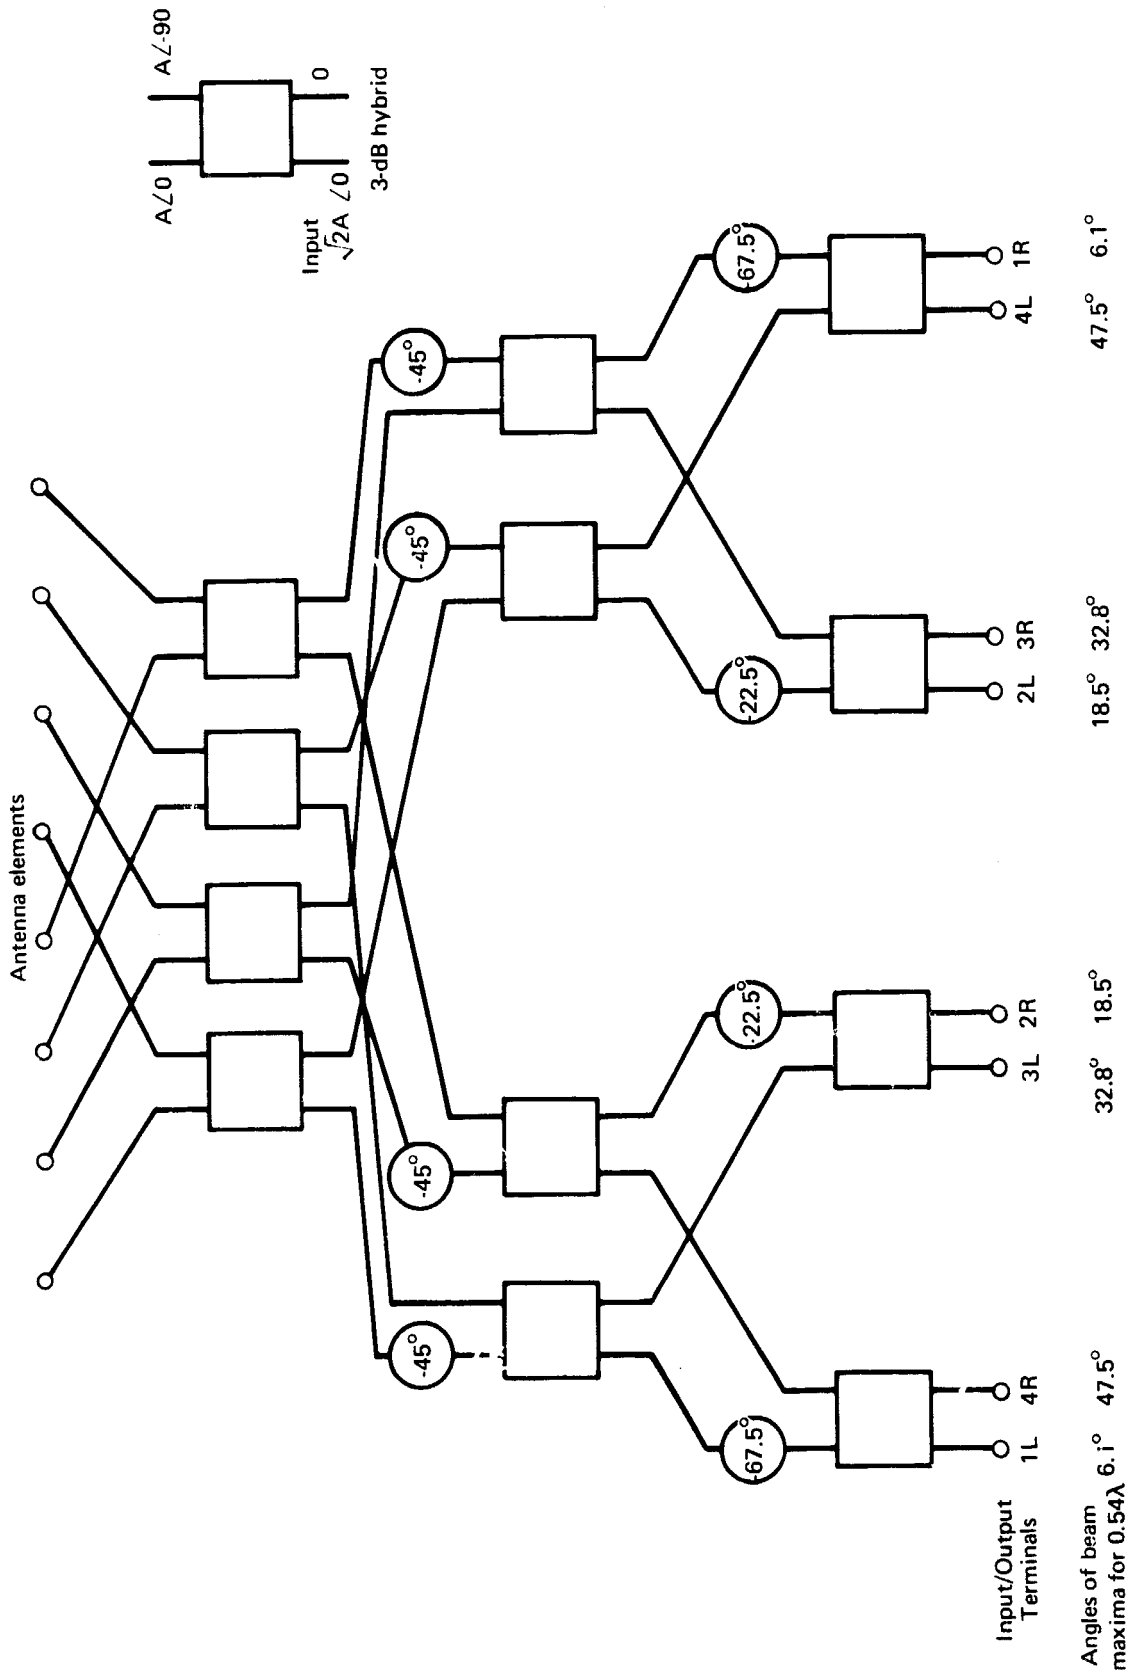 Antenna elements
A∠0
A∠-90
Input
√2A ∠0
0
3-dB hybrid
-45°
-45°
-45°
-45°
-67.5°
-22.5°
-22.5°
-67.5°
Input/Output
Terminals
1L
4R
3L
2R
2L
3R
4L
1R
Angles of beam
maxima for 0.54λ
6.1°
47.5°
32.8°
18.5°
18.5°
32.8°
47.5°
6.1°